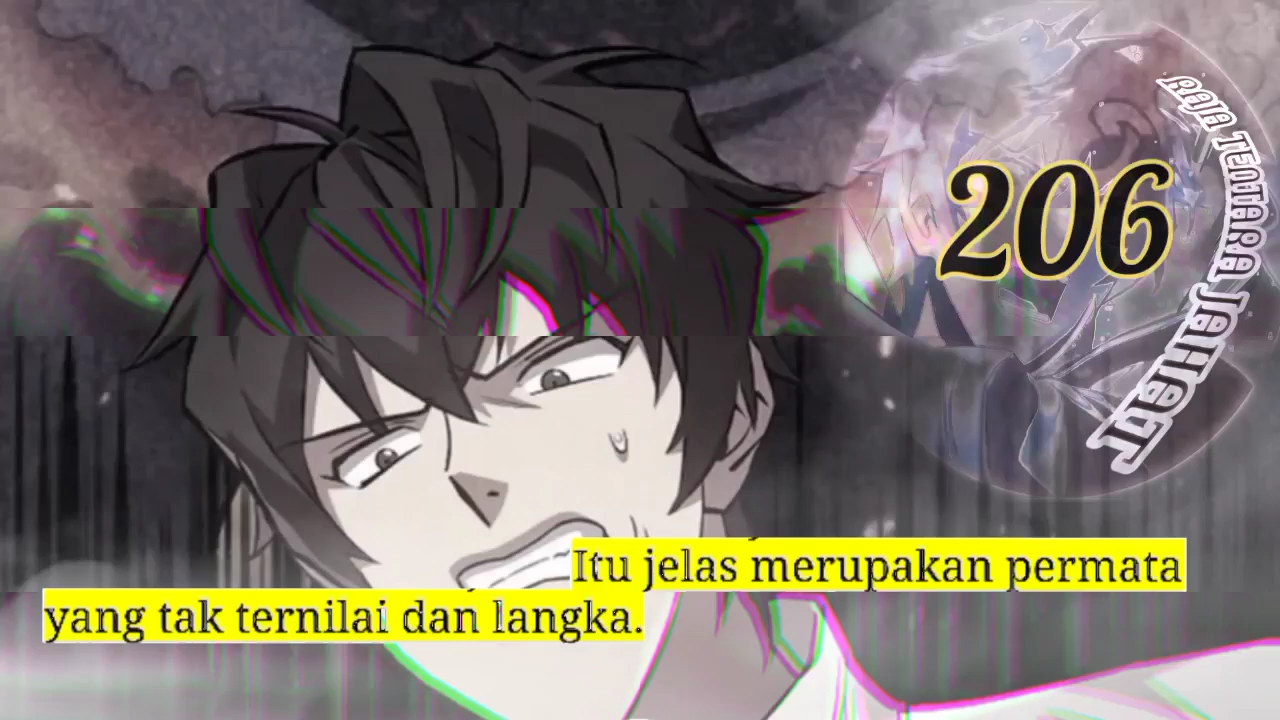 RAJA TENTARA JAHAT
206
Itu jelas merupakan permata
yang tak ternilai dan langka.